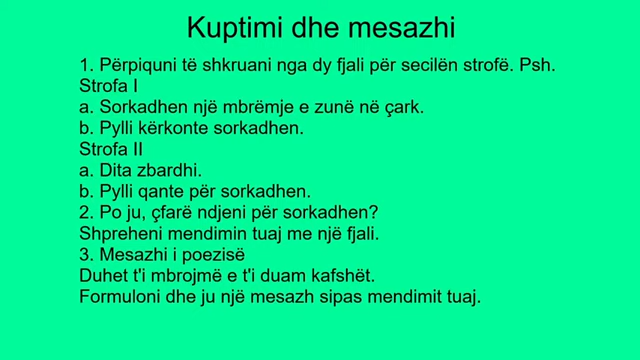 Kuptimi dhe mesazhi
1. Përpiquni të shkruani nga dy fjali për secilën strofë. Psh.
Strofa I
a. Sorkadhen një mbrëmje e zunë në çark.
b. Pylli kërkonte sorkadhen.
Strofa II
a. Dita zbardhi.
b. Pylli qante për sorkadhen.
2. Po ju, çfarë ndjeni për sorkadhen?
Shpreheni mendimin tuaj me një fjali.
3. Mesazhi i poezisë
Duhet t'i mbrojmë e t'i duam kafshët.
Formuloni dhe ju një mesazh sipas mendimit tuaj.